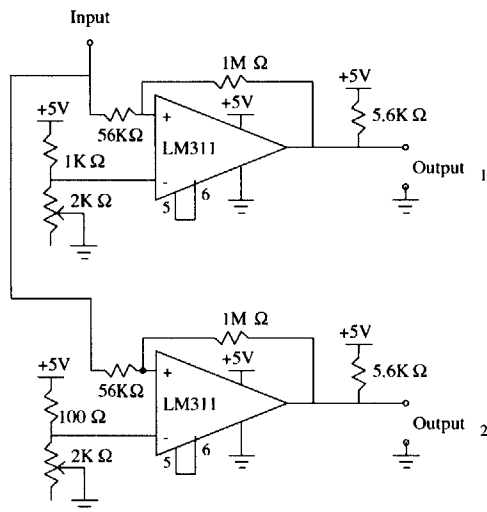 Input
1M Ω
+5V
+5V
+5V
56KΩ
+
LM311
5.6K Ω
1K Ω
Output 1
2K Ω
-
5
6
1M Ω
+5V
+5V
+5V
56KΩ
+
LM311
5.6K Ω
100 Ω
Output 2
2K Ω
-
5
6